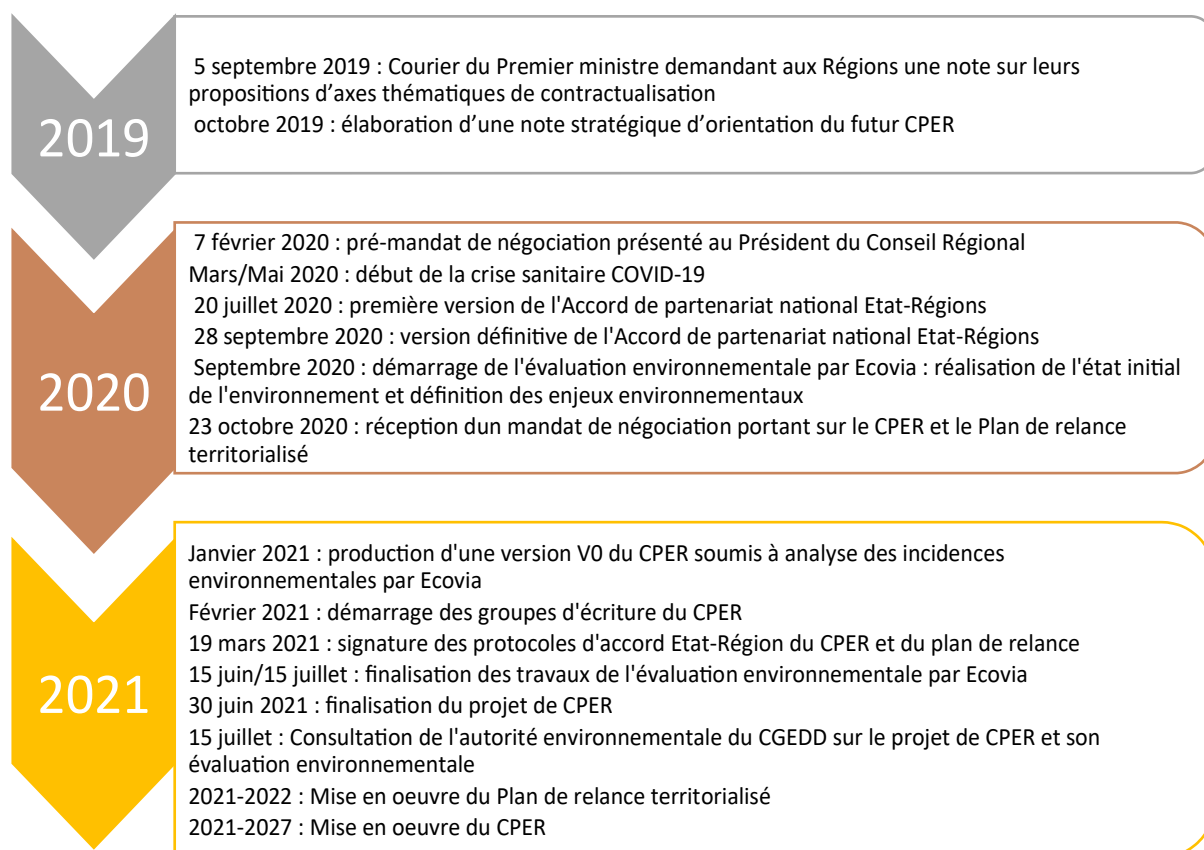 2019
5 septembre 2019 : Courier du Premier ministre demandant aux Régions une note sur leurs
propositions d’axes thématiques de contractualisation
octobre 2019 : élaboration d’une note stratégique d’orientation du futur CPER
2020
7 février 2020 : pré-mandat de négociation présenté au Président du Conseil Régional
Mars/Mai 2020 : début de la crise sanitaire COVID-19
20 juillet 2020 : première version de l'Accord de partenariat national Etat-Régions
28 septembre 2020 : version définitive de l'Accord de partenariat national Etat-Régions
Septembre 2020 : démarrage de l'évaluation environnementale par Ecovia : réalisation de l'état initial
de l'environnement et définition des enjeux environnementaux
23 octobre 2020 : réception dun mandat de négociation portant sur le CPER et le Plan de relance
territorialisé
2021
Janvier 2021 : production d'une version V0 du CPER soumis à analyse des incidences
environnementales par Ecovia
Février 2021 : démarrage des groupes d'écriture du CPER
19 mars 2021 : signature des protocoles d'accord Etat-Région du CPER et du plan de relance
15 juin/15 juillet : finalisation des travaux de l'évaluation environnementale par Ecovia
30 juin 2021 : finalisation du projet de CPER
15 juillet : Consultation de l'autorité environnementale du CGEDD sur le projet de CPER et son
évaluation environnementale
2021-2022 : Mise en oeuvre du Plan de relance territorialisé
2021-2027 : Mise en oeuvre du CPER